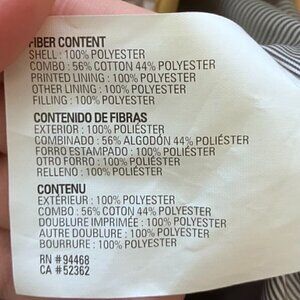 FIBER CONTENT
SHELL : 100% POLYESTER
COMBO : 56% COTTON 44% POLYESTER
PRINTED LINING : 100% POLYESTER
OTHER LINING : 100% POLYESTER
FILLING : 100% POLYESTER
CONTENIDO DE FIBRAS
EXTERIOR : 100% POLIÉSTER
COMBINADO : 56% ALGODÓN 44% POLIÉSTER
FORRO ESTAMPADO : 100% POLIÉSTER
OTRO FORRO : 100% POLIÉSTER
RELLENO : 100% POLIÉSTER
CONTENU
EXTÉRIEUR : 100% POLYESTER
COMBO : 56% COTON 44% POLYESTER
DOUBLURE IMPRIMÉE : 100% POLYESTER
AUTRE DOUBLURE : 100% POLYESTER
BOURRURE : 100% POLYESTER
RN # 94468
CA # 52362